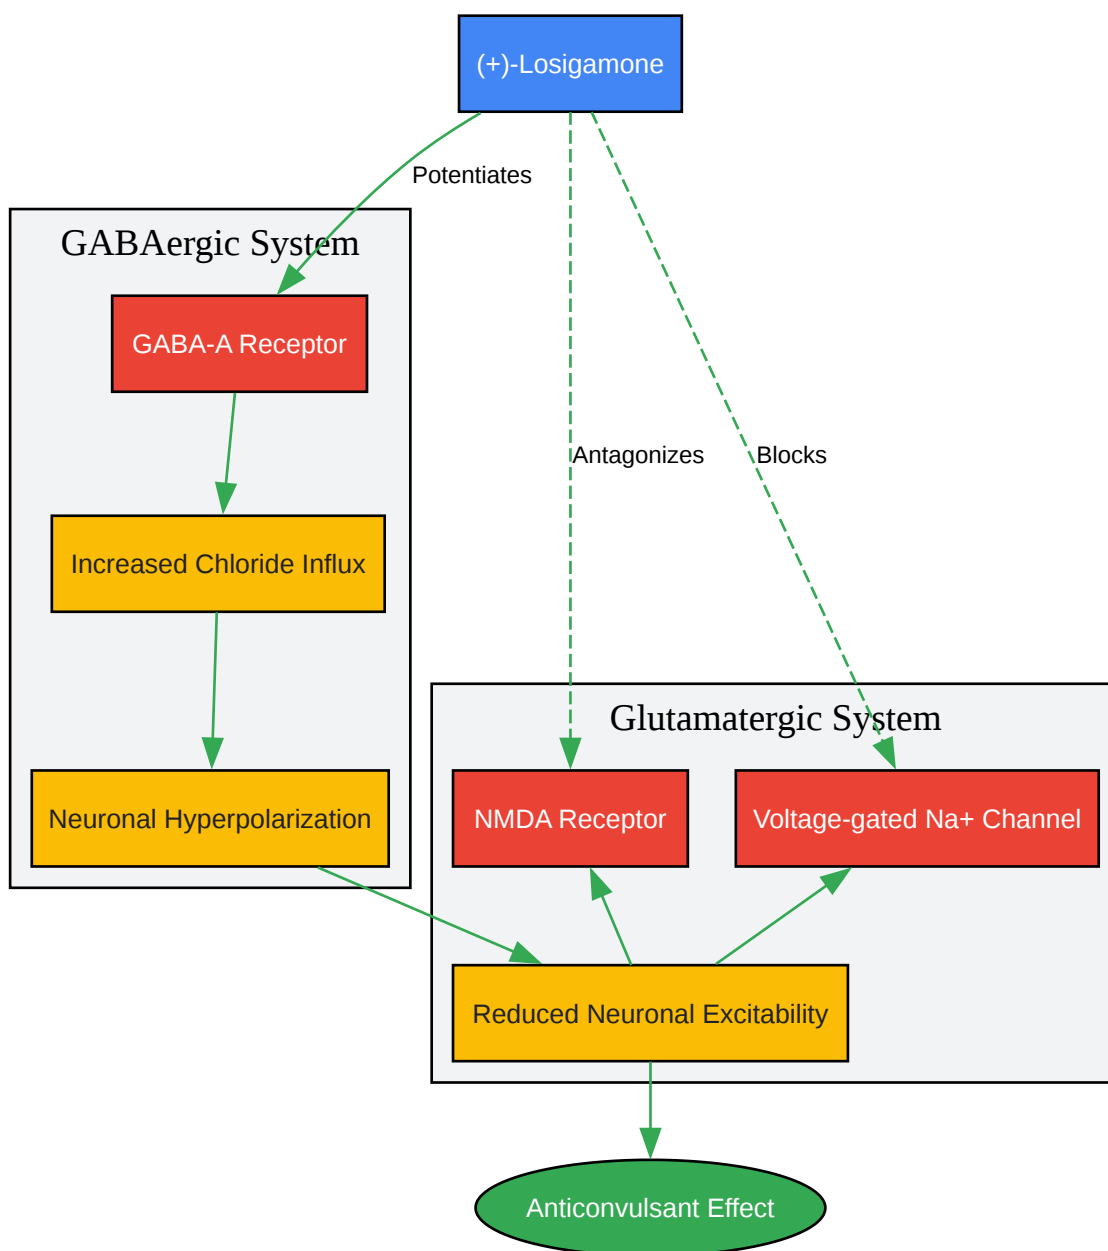 (+)-Losigamone
Potentiates
GABAergic System
GABA-A Receptor
Antagonizes
Blocks
Increased Chloride Influx
Glutamatergic System
Neuronal Hyperpolarization
NMDA Receptor
Voltage-gated Na+ Channel
Reduced Neuronal Excitability
Anticonvulsant Effect